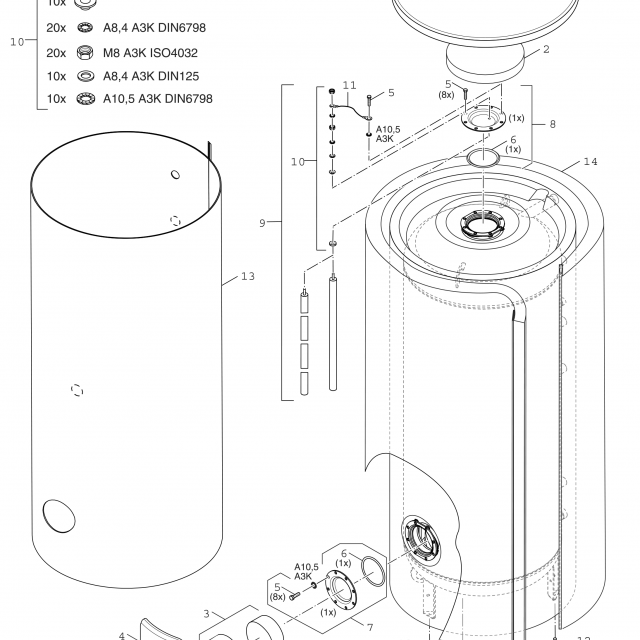 10x
20x A8,4 A3K DIN6798
20x M8 A3K ISO4032
10
10x A8,4 A3K DIN125
10x A10,5 A3K DIN6798
2
5
(8x)
11
5
(1x)
8
A10,5
A3K
6
(1x)
10
14
9
13
6
(1x)
A10,5
A3K
5
(8x)
(1x)
3
7
4